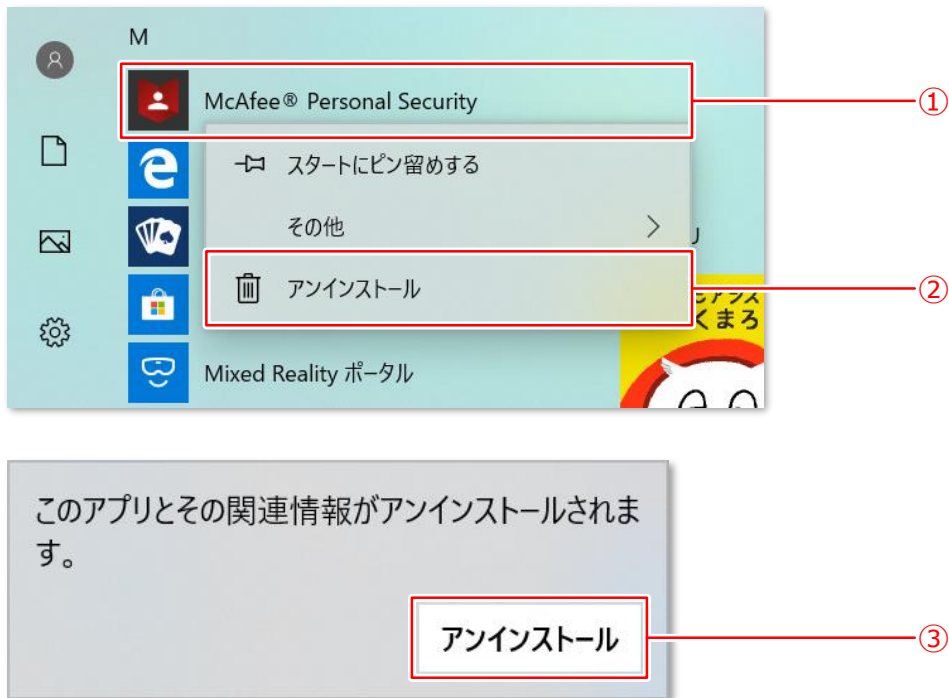 M
McAfee® Personal Security
①
スタートにピン留めする
その他
アンインストール
②
くまろ
Mixed Reality ポータル
このアプリとその関連情報がアンインストールされま
す。
アンインストール
③